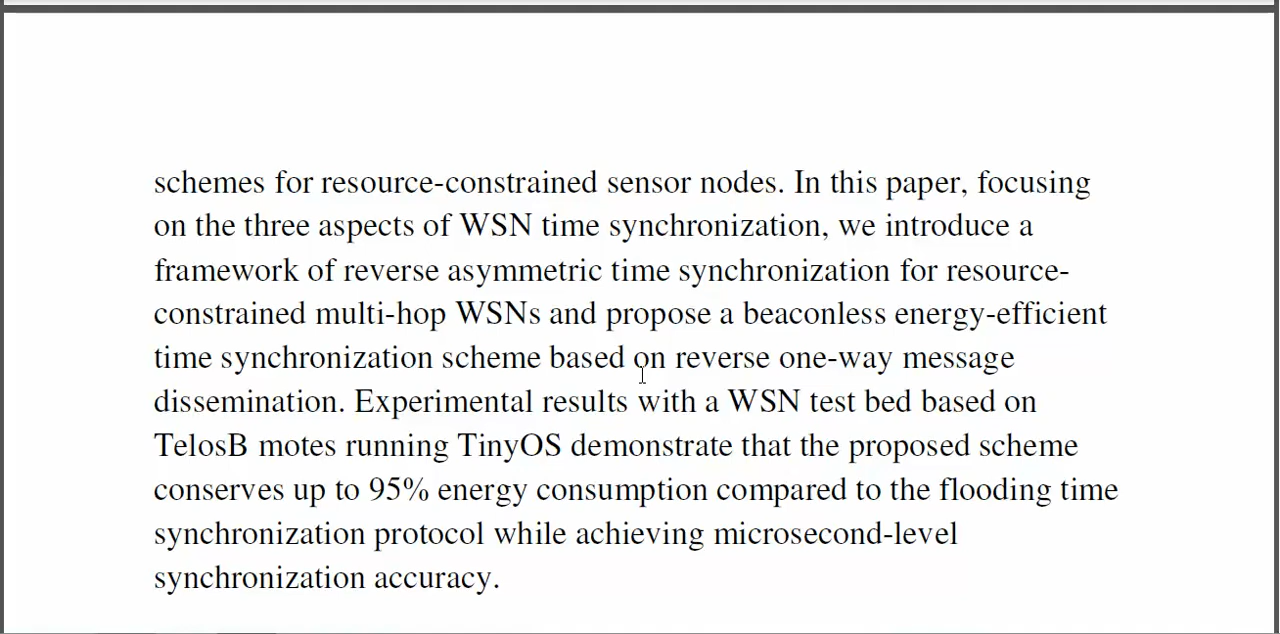 schemes for resource-constrained sensor nodes. In this paper, focusing
on the three aspects of WSN time synchronization, we introduce a
framework of reverse asymmetric time synchronization for resource-
constrained multi-hop WSNs and propose a beaconless energy-efficient
time synchronization scheme based on reverse one-way message
dissemination. Experimental results with a WSN test bed based on
TelosB motes running TinyOS demonstrate that the proposed scheme
conserves up to 95% energy consumption compared to the flooding time
synchronization protocol while achieving microsecond-level
synchronization accuracy.